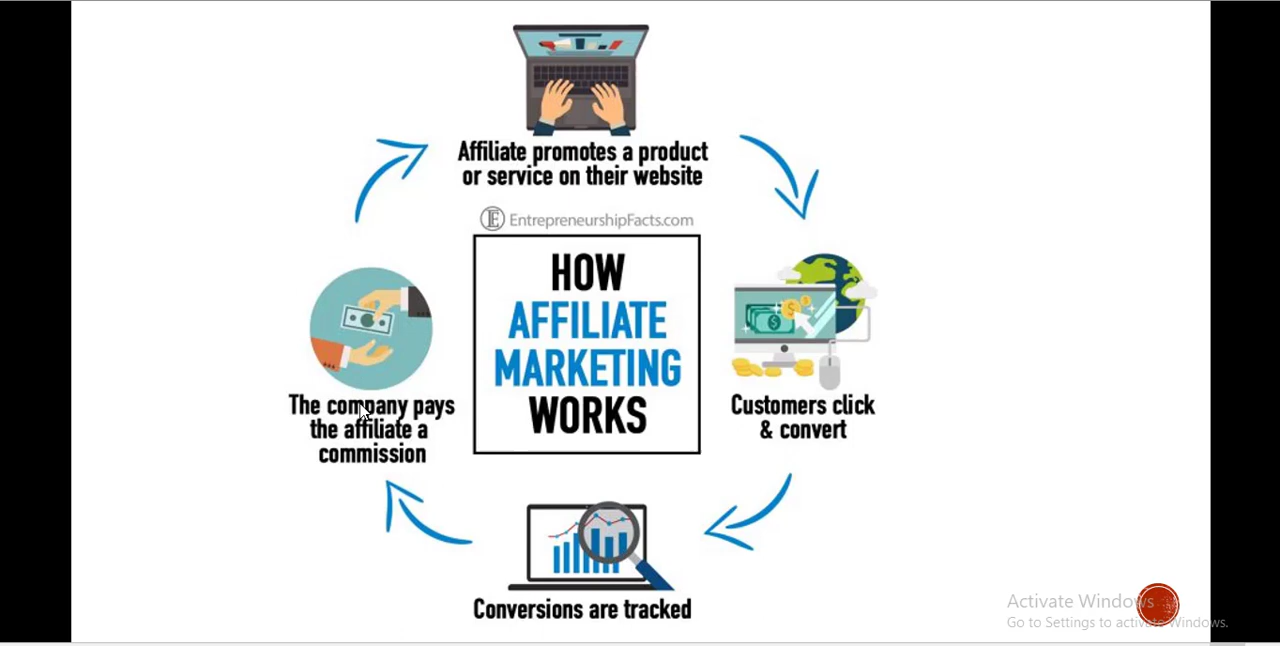 Affiliate promotes a product
or service on their website
EntrepreneurshipFacts.com
HOW
AFFILIATE
MARKETING
WORKS
Customers click
& convert
The company pays
the affiliate a
commission
Conversions are tracked
Activate Windows
Go to Settings to activate Windows.